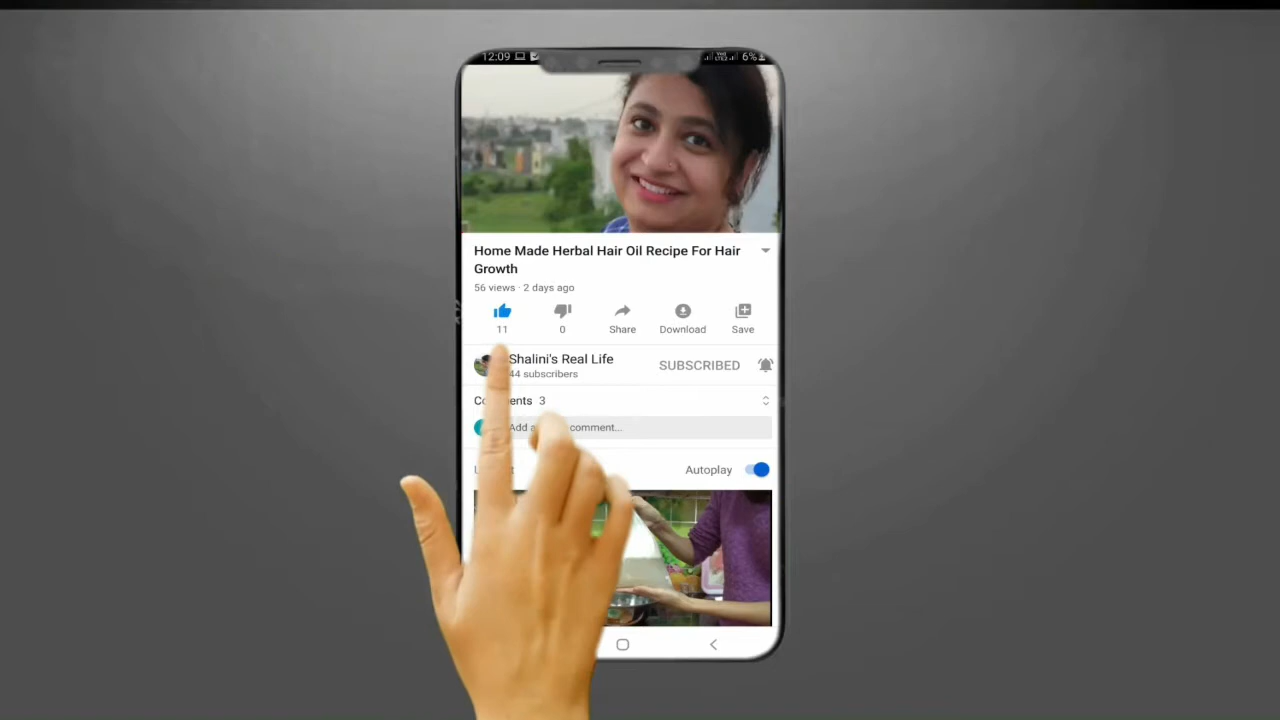 12:09 6%
Home Made Herbal Hair Oil Recipe For Hair
Growth
56 views · 2 days ago
11 0 Share Download Save
Shalini's Real Life
44 subscribers
SUBSCRIBED
3
Add a comment...
Autoplay